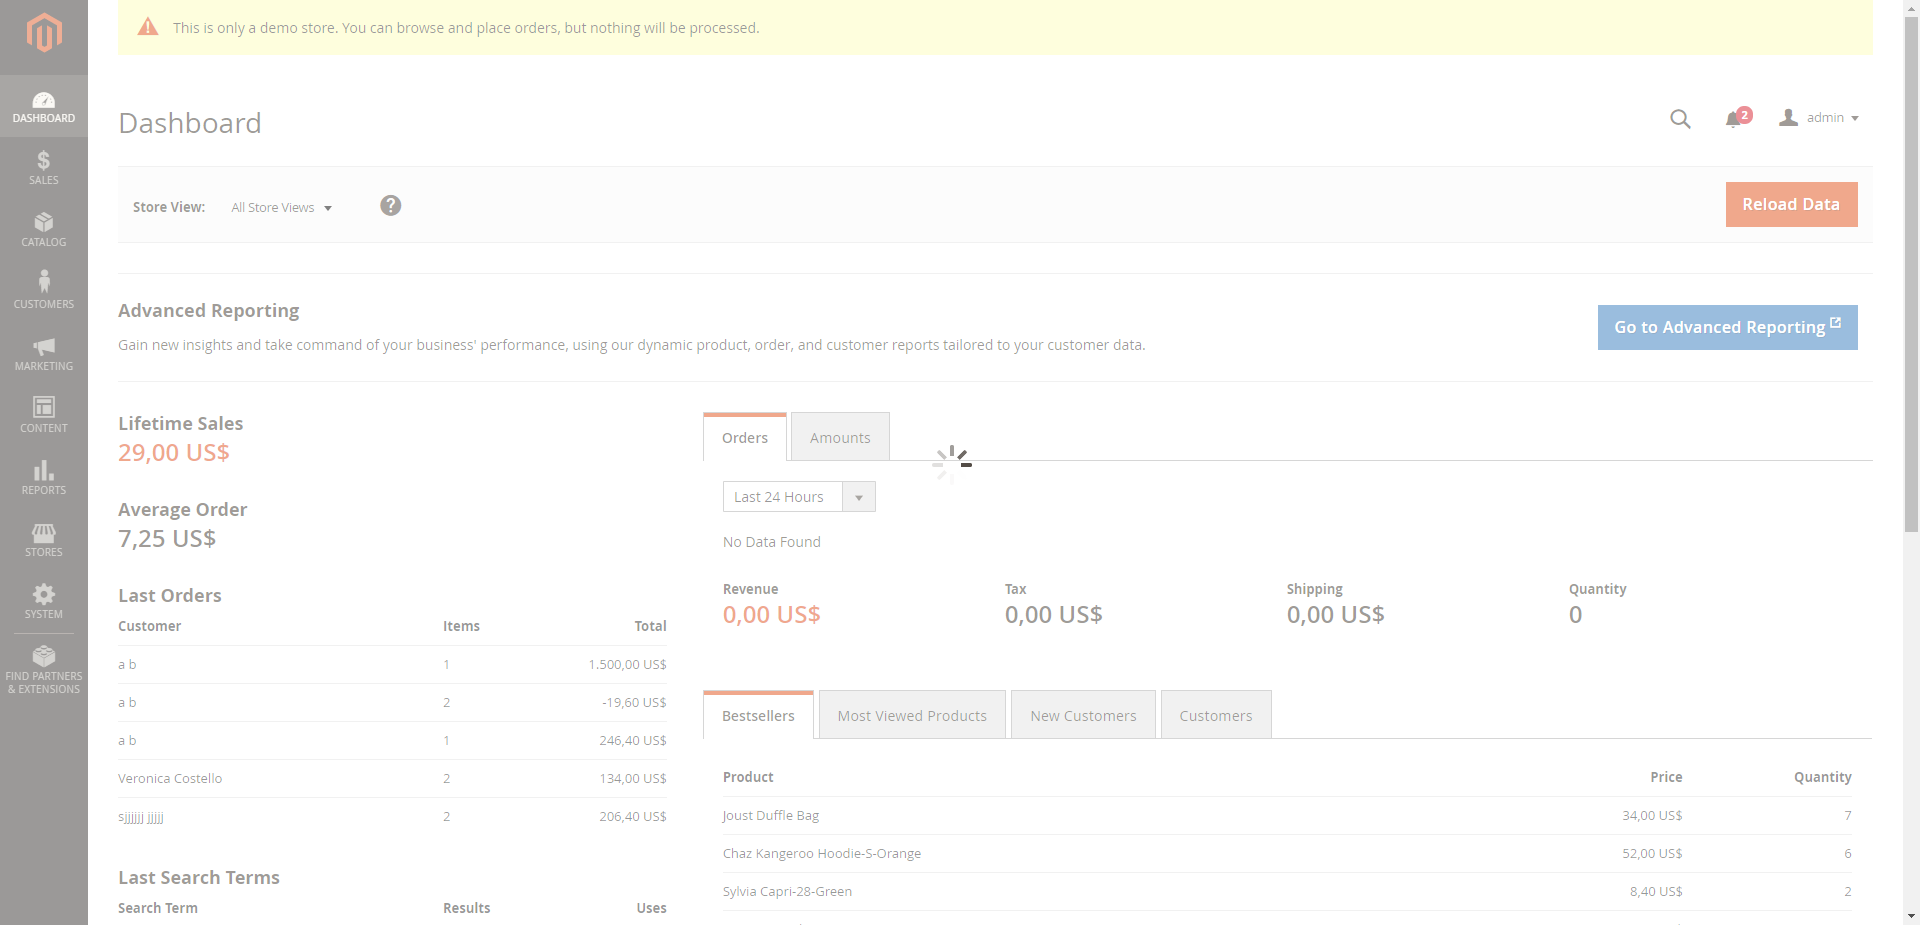 This is only a demo store. You can browse and place orders, but nothing will be processed.
DASHBOARD
SALES
CATALOG
CUSTOMERS
MARKETING
CONTENT
REPORTS
STORES
SYSTEM
FIND PARTNERS
& EXTENSIONS
Dashboard
2
admin
Store View: All Store Views ?
Reload Data
Advanced Reporting
Gain new insights and take command of your business' performance, using our dynamic product, order, and customer reports tailored to your customer data.
Go to Advanced Reporting
Lifetime Sales
29,00 US$
Average Order
7,25 US$
Last Orders
Customer Items Total
a b 1 1.500,00 US$
a b 2 -19,60 US$
a b 1 246,40 US$
Veronica Costello 2 134,00 US$
sjjjjjj jjjjj 2 206,40 US$
Last Search Terms
Search Term Results Uses
Orders Amounts
Last 24 Hours
No Data Found
Revenue Tax Shipping Quantity
0,00 US$ 0,00 US$ 0,00 US$ 0
Bestsellers Most Viewed Products New Customers Customers
Product Price Quantity
Joust Duffle Bag 34,00 US$ 7
Chaz Kangeroo Hoodie-S-Orange 52,00 US$ 6
Sylvia Capri-28-Green 8,40 US$ 2